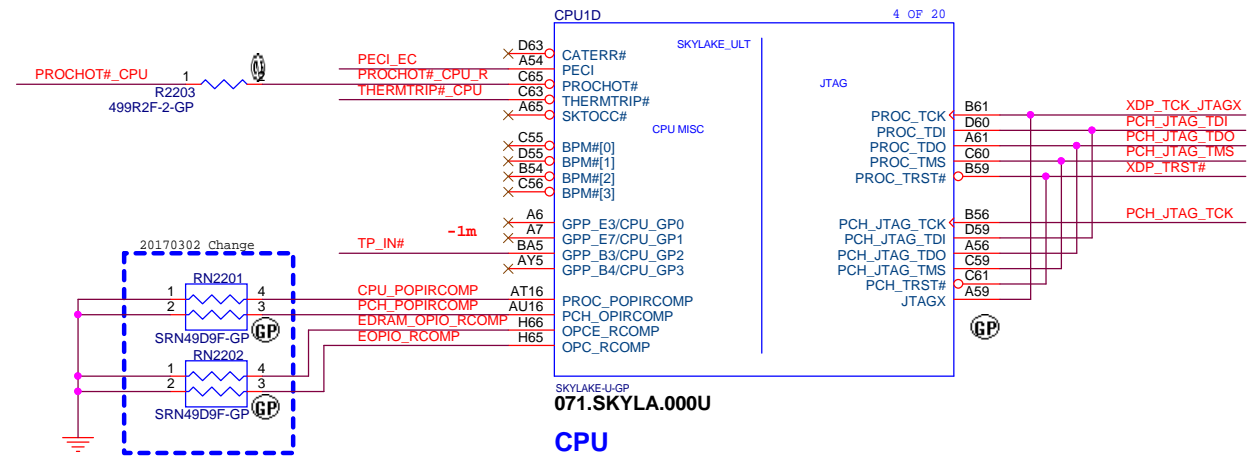 CPU1D
4 OF 20
SKYLAKE_ULT
CPU MISC
JTAG
PROCHOT#_CPU
1
2
R2203
499R2F-2-GP
PECI_EC
PROCHOT#_CPU_R
THERMTRIP#_CPU
D63
A54
C65
C63
A65
CATERR#
PECI
PROCHOT#
THERMTRIP#
SKTOCC#
C55
D55
B54
C56
BPM#[0]
BPM#[1]
BPM#[2]
BPM#[3]
-1m
TP_IN#
A6
A7
BA5
AY5
GPP_E3/CPU_GP0
GPP_E7/CPU_GP1
GPP_B3/CPU_GP2
GPP_B4/CPU_GP3
20170302 Change
RN2201
1
2
4
3
SRN49D9F-GP
GP
RN2202
1
2
4
3
SRN49D9F-GP
GP
CPU_POPIRCOMP
PCH_POPIRCOMP
EDRAM_OPIO_RCOMP
EOPIO_RCOMP
AT16
AU16
H66
H65
PROC_POPIRCOMP
PCH_OPIRCOMP
OPCE_RCOMP
OPC_RCOMP
PROC_TCK
PROC_TDI
PROC_TDO
PROC_TMS
PROC_TRST#
B61
D60
A61
C60
B59
XDP_TCK_JTAGX
PCH_JTAG_TDI
PCH_JTAG_TDO
PCH_JTAG_TMS
XDP_TRST#
PCH_JTAG_TCK
PCH_JTAG_TDI
PCH_JTAG_TDO
PCH_JTAG_TMS
PCH_TRST#
JTAGX
B56
D59
A56
C59
C61
A59
PCH_JTAG_TCK
GP
SKYLAKE-U-GP
071.SKYLA.000U
CPU